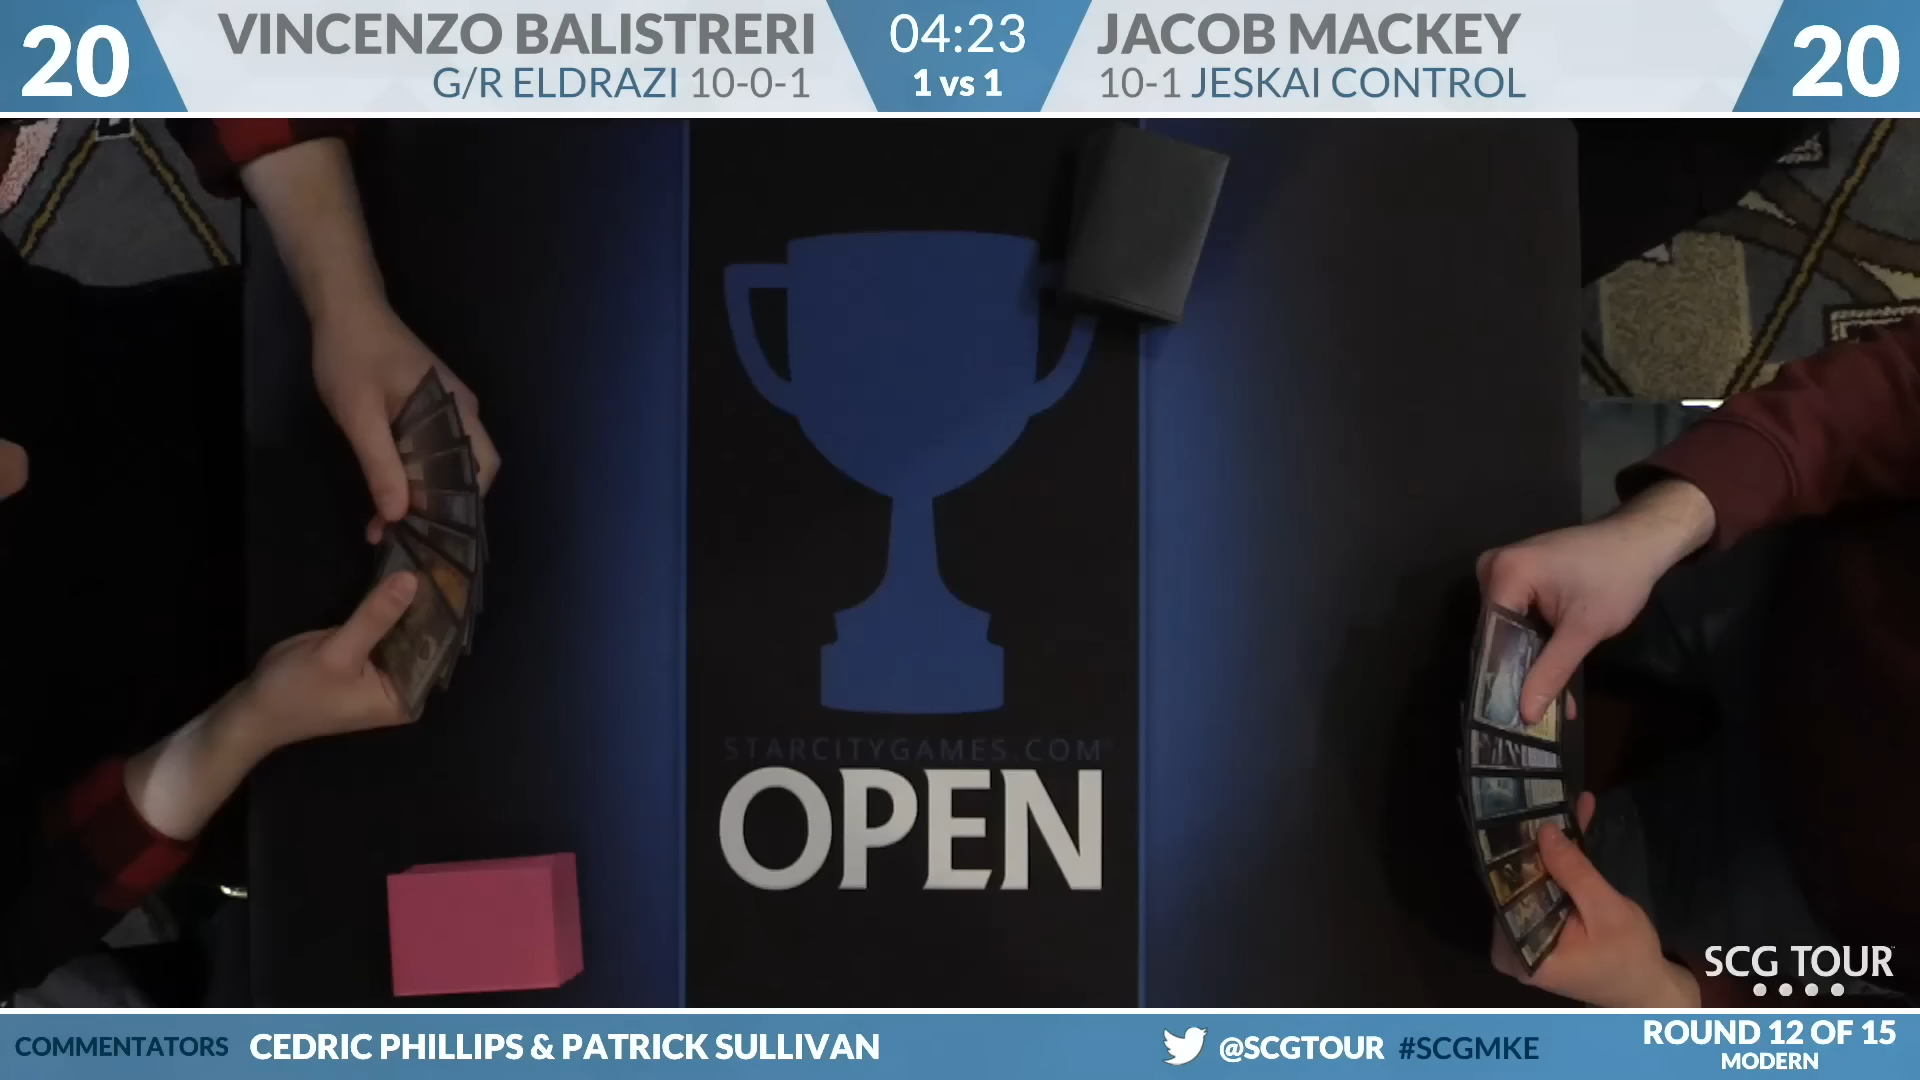 20
VINCENZO BALISTRERI
G/R ELDRAZI 10-0-1
04:23
1 vs 1
JACOB MACKEY
10-1 JESKAI CONTROL
20
STARCITYGAMES.COM
OPEN
SCG TOUR
COMMENTATORS CEDRIC PHILLIPS & PATRICK SULLIVAN
@SCGTOUR #SCGMKE
ROUND 12 OF 15
MODERN